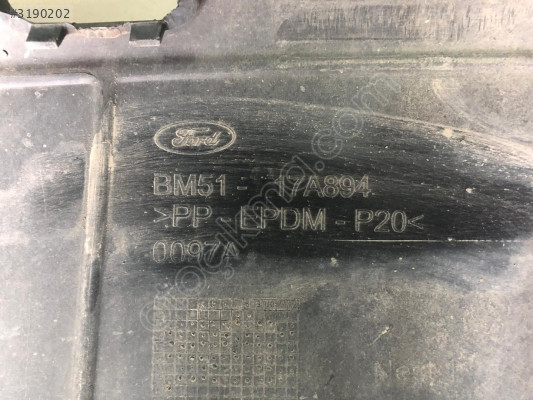 #3190202
Ford
BM51 - 17A894
>PP - EPDM - P20<
0097A